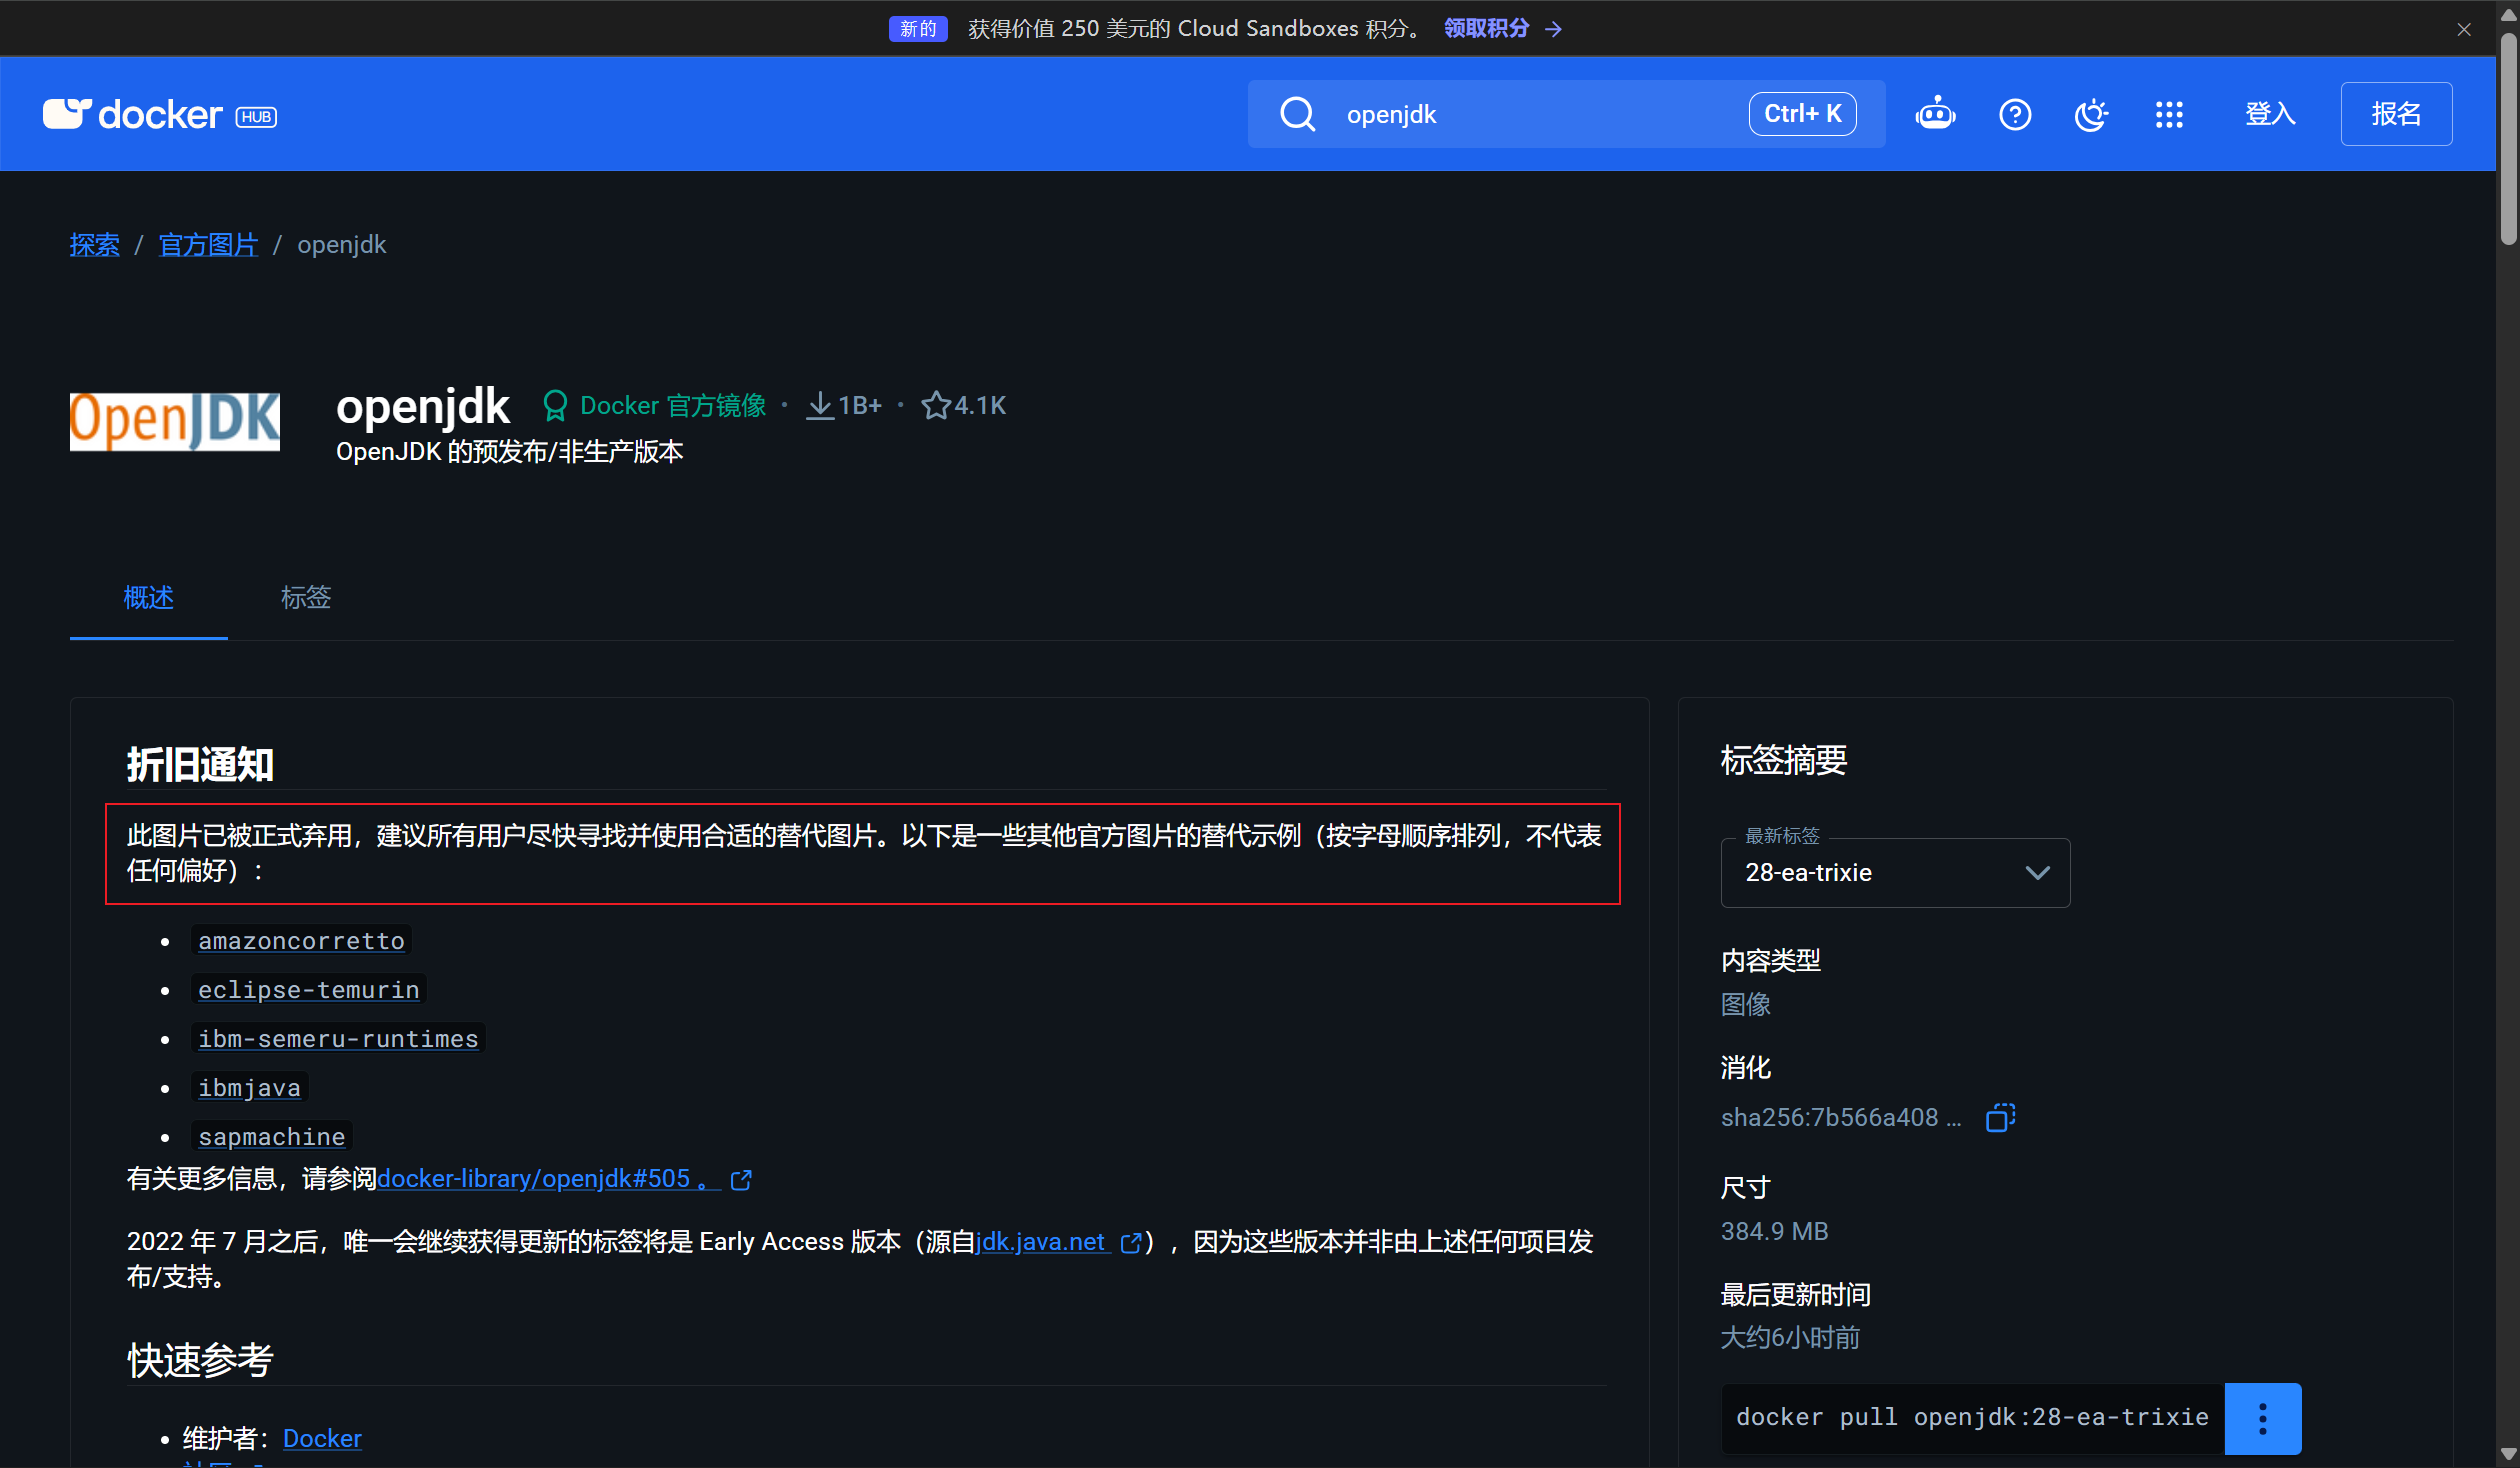 新的 获得价值 250 美元的 Cloud Sandboxes 积分。 领取积分 →
docker HUB
openjdk
Ctrl+ K
登入
报名
探索 / 官方图片 / openjdk
OpenJDK
openjdk Docker 官方镜像 · 1B+ · 4.1K
OpenJDK 的预发布/非生产版本
概述
标签
折旧通知
此图片已被正式弃用，建议所有用户尽快寻找并使用合适的替代图片。以下是一些其他官方图片的替代示例（按字母顺序排列，不代表
任何偏好）：
amazoncorretto
eclipse-temurin
ibm-semeru-runtimes
ibmjava
sapmachine
有关更多信息，请参阅docker-library/openjdk#505 。
2022 年 7 月之后，唯一会继续获得更新的标签将是 Early Access 版本（源自jdk.java.net ），因为这些版本并非由上述任何项目发
布/支持。
快速参考
维护者：Docker
标签摘要
最新标签
28-ea-trixie
内容类型
图像
消化
sha256:7b566a408 ...
尺寸
384.9 MB
最后更新时间
大约6小时前
docker pull openjdk:28-ea-trixie